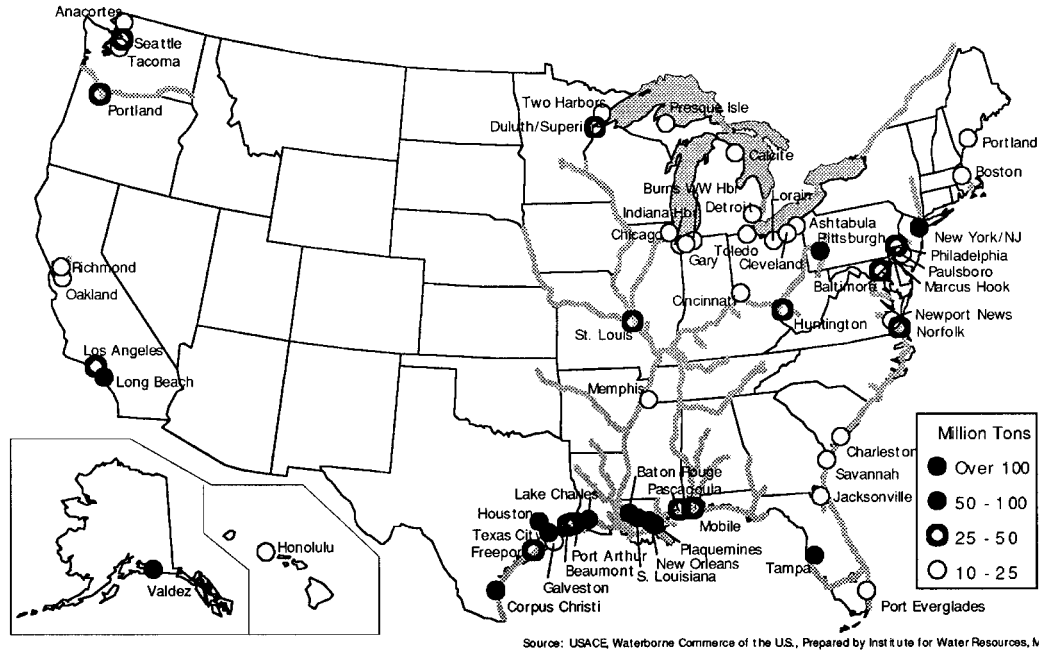 Anacortes
Seattle
Tacoma
Portland
Two Harbors
Presque Isle
Duluth/Superi
Portland
Calcite
Boston
Burns WW Hbr
Lorain
Indiana Hbr
Detroit
Ashtabula
Chicago
Pittsburgh
New York/NJ
Toledo
Gary
Cleveland
Philadelphia
Richmond
Paulsboro
Baltimore
Marcus Hook
Oakland
Cincinnati
Newport News
Huntington
Norfolk
St. Louis
Los Angeles
Long Beach
Memphis
Million Tons
Over 100
50 - 100
25 - 50
10 - 25
Charleston
Savannah
Baton Rouge
Pascagoula
Lake Charles
Jacksonville
Houston
Mobile
Texas City
Freepor
Port Arthur
Plaquemines
Beaumont
New Orleans
S. Louisiana
Galveston
Tampa
Honolulu
Valdez
Corpus Christi
Port Everglades
Source: USACE, Waterborne Commerce of the U.S., Prepared by Institute for Water Resources, M